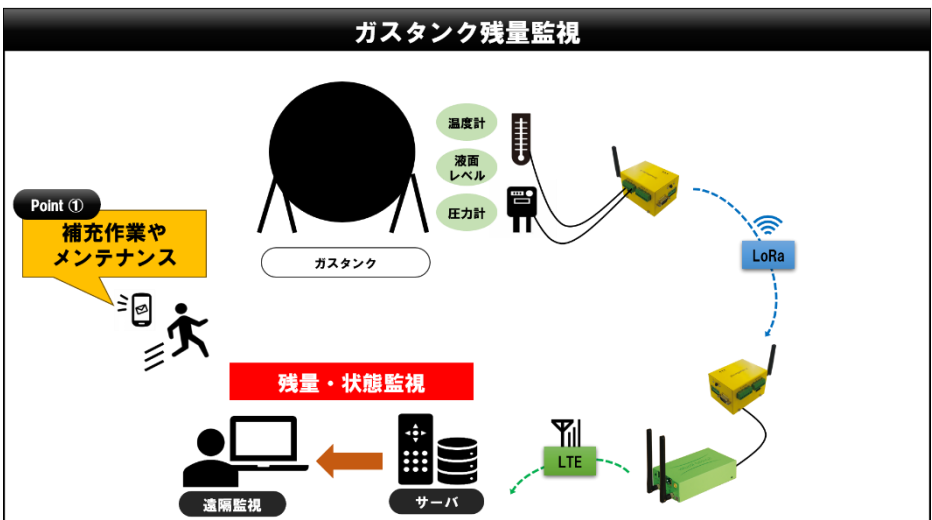 ガスタンク残量監視
温度計
液面
レベル
圧力計
ガスタンク
Point ①
補充作業や
メンテナンス
LoRa
残量・状態監視
LTE
遠隔監視
サーバ